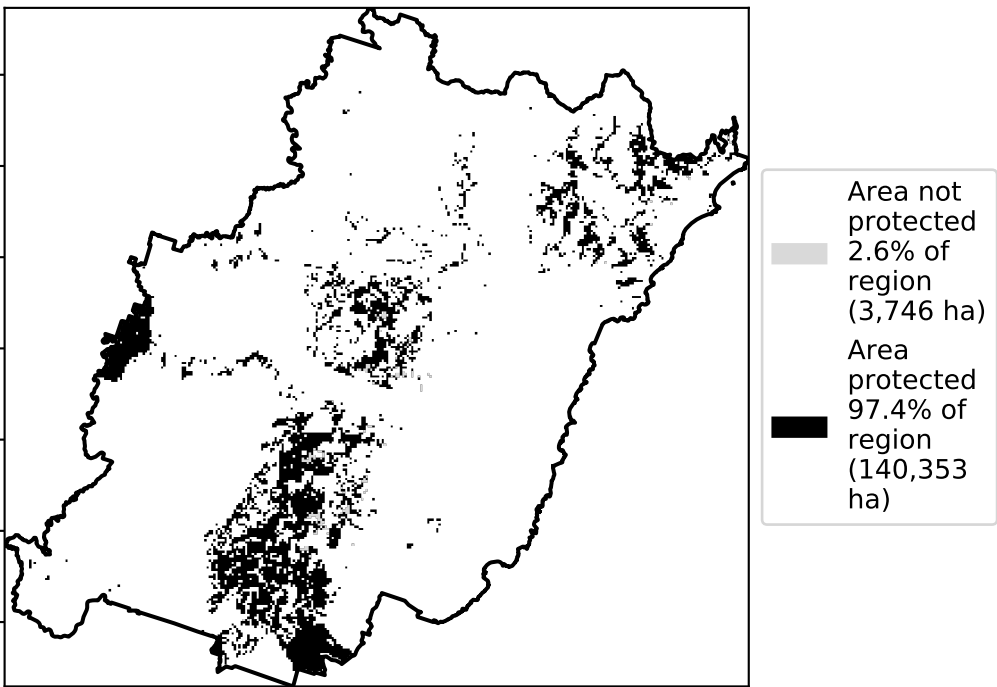 Area not
protected
2.6% of
region
(3,746 ha)
Area
protected
97.4% of
region
(140,353
ha)